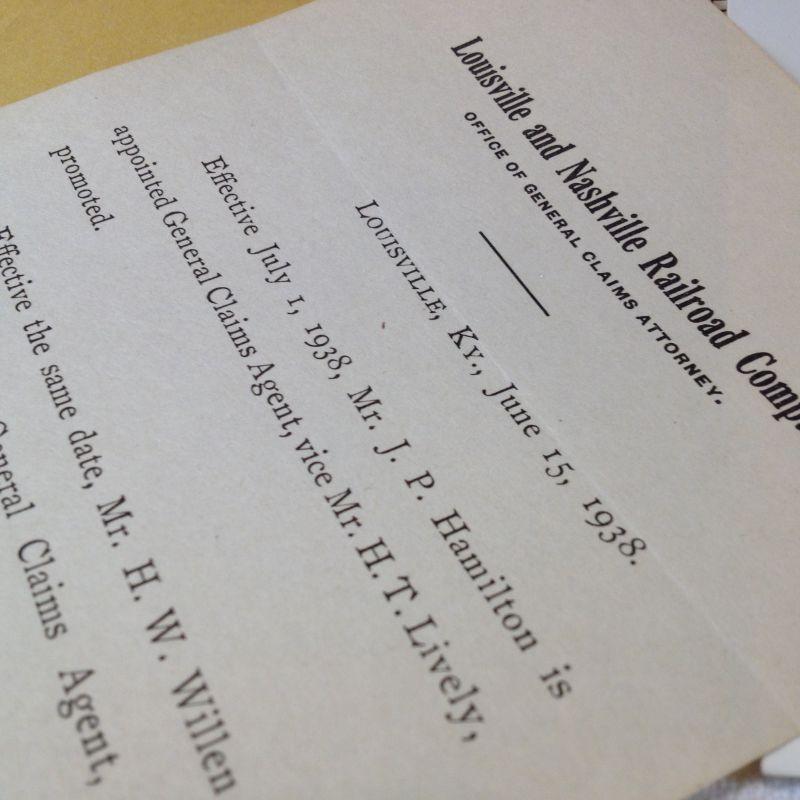 Louisville and Nashville Railroad
OFFICE OF GENERAL CLAIMS ATTORNEY.
LOUISVILLE, KY., June 15, 1938.
Effective July 1, 1938, Mr. J. P. Hamilton is
appointed General Claims Agent, vice Mr. H. T. Lively,
promoted.
Effective the same date, Mr. H. W. Willen
General Claims Agent,